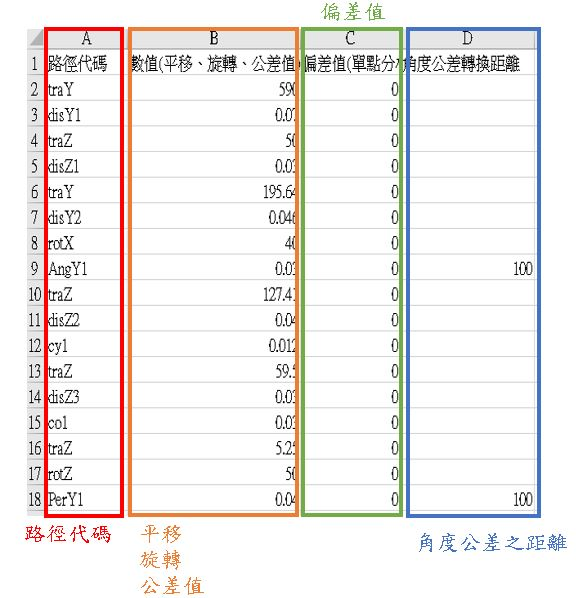 偏差值
A B C D
1 路徑代碼 數值(平移、旋轉、公差值 偏差值(單點分 角度公差轉換距離
2 traY 590 0
3 disY1 0.07 0
4 traZ 50 0
5 disZ1 0.03 0
6 traY 195.64 0
7 disY2 0.046 0
8 rotX 40 0
9 AngY1 0.03 0 100
10 traZ 127.41 0
11 disZ2 0.04 0
12 cy1 0.012 0
13 traZ 59.5 0
14 disZ3 0.03 0
15 co1 0.03 0
16 traZ 5.25 0
17 rotZ 50 0
18 PerY1 0.04 0 100
路徑代碼 平移 角度公差之距離
旋轉
公差值